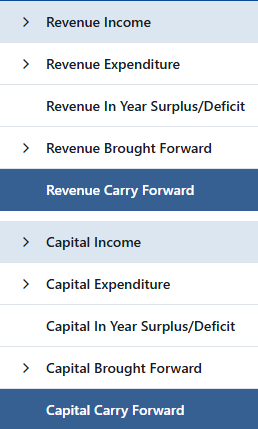 Revenue Income
Revenue Expenditure
Revenue In Year Surplus/Deficit
Revenue Brought Forward
Revenue Carry Forward
Capital Income
Capital Expenditure
Capital In Year Surplus/Deficit
Capital Brought Forward
Capital Carry Forward